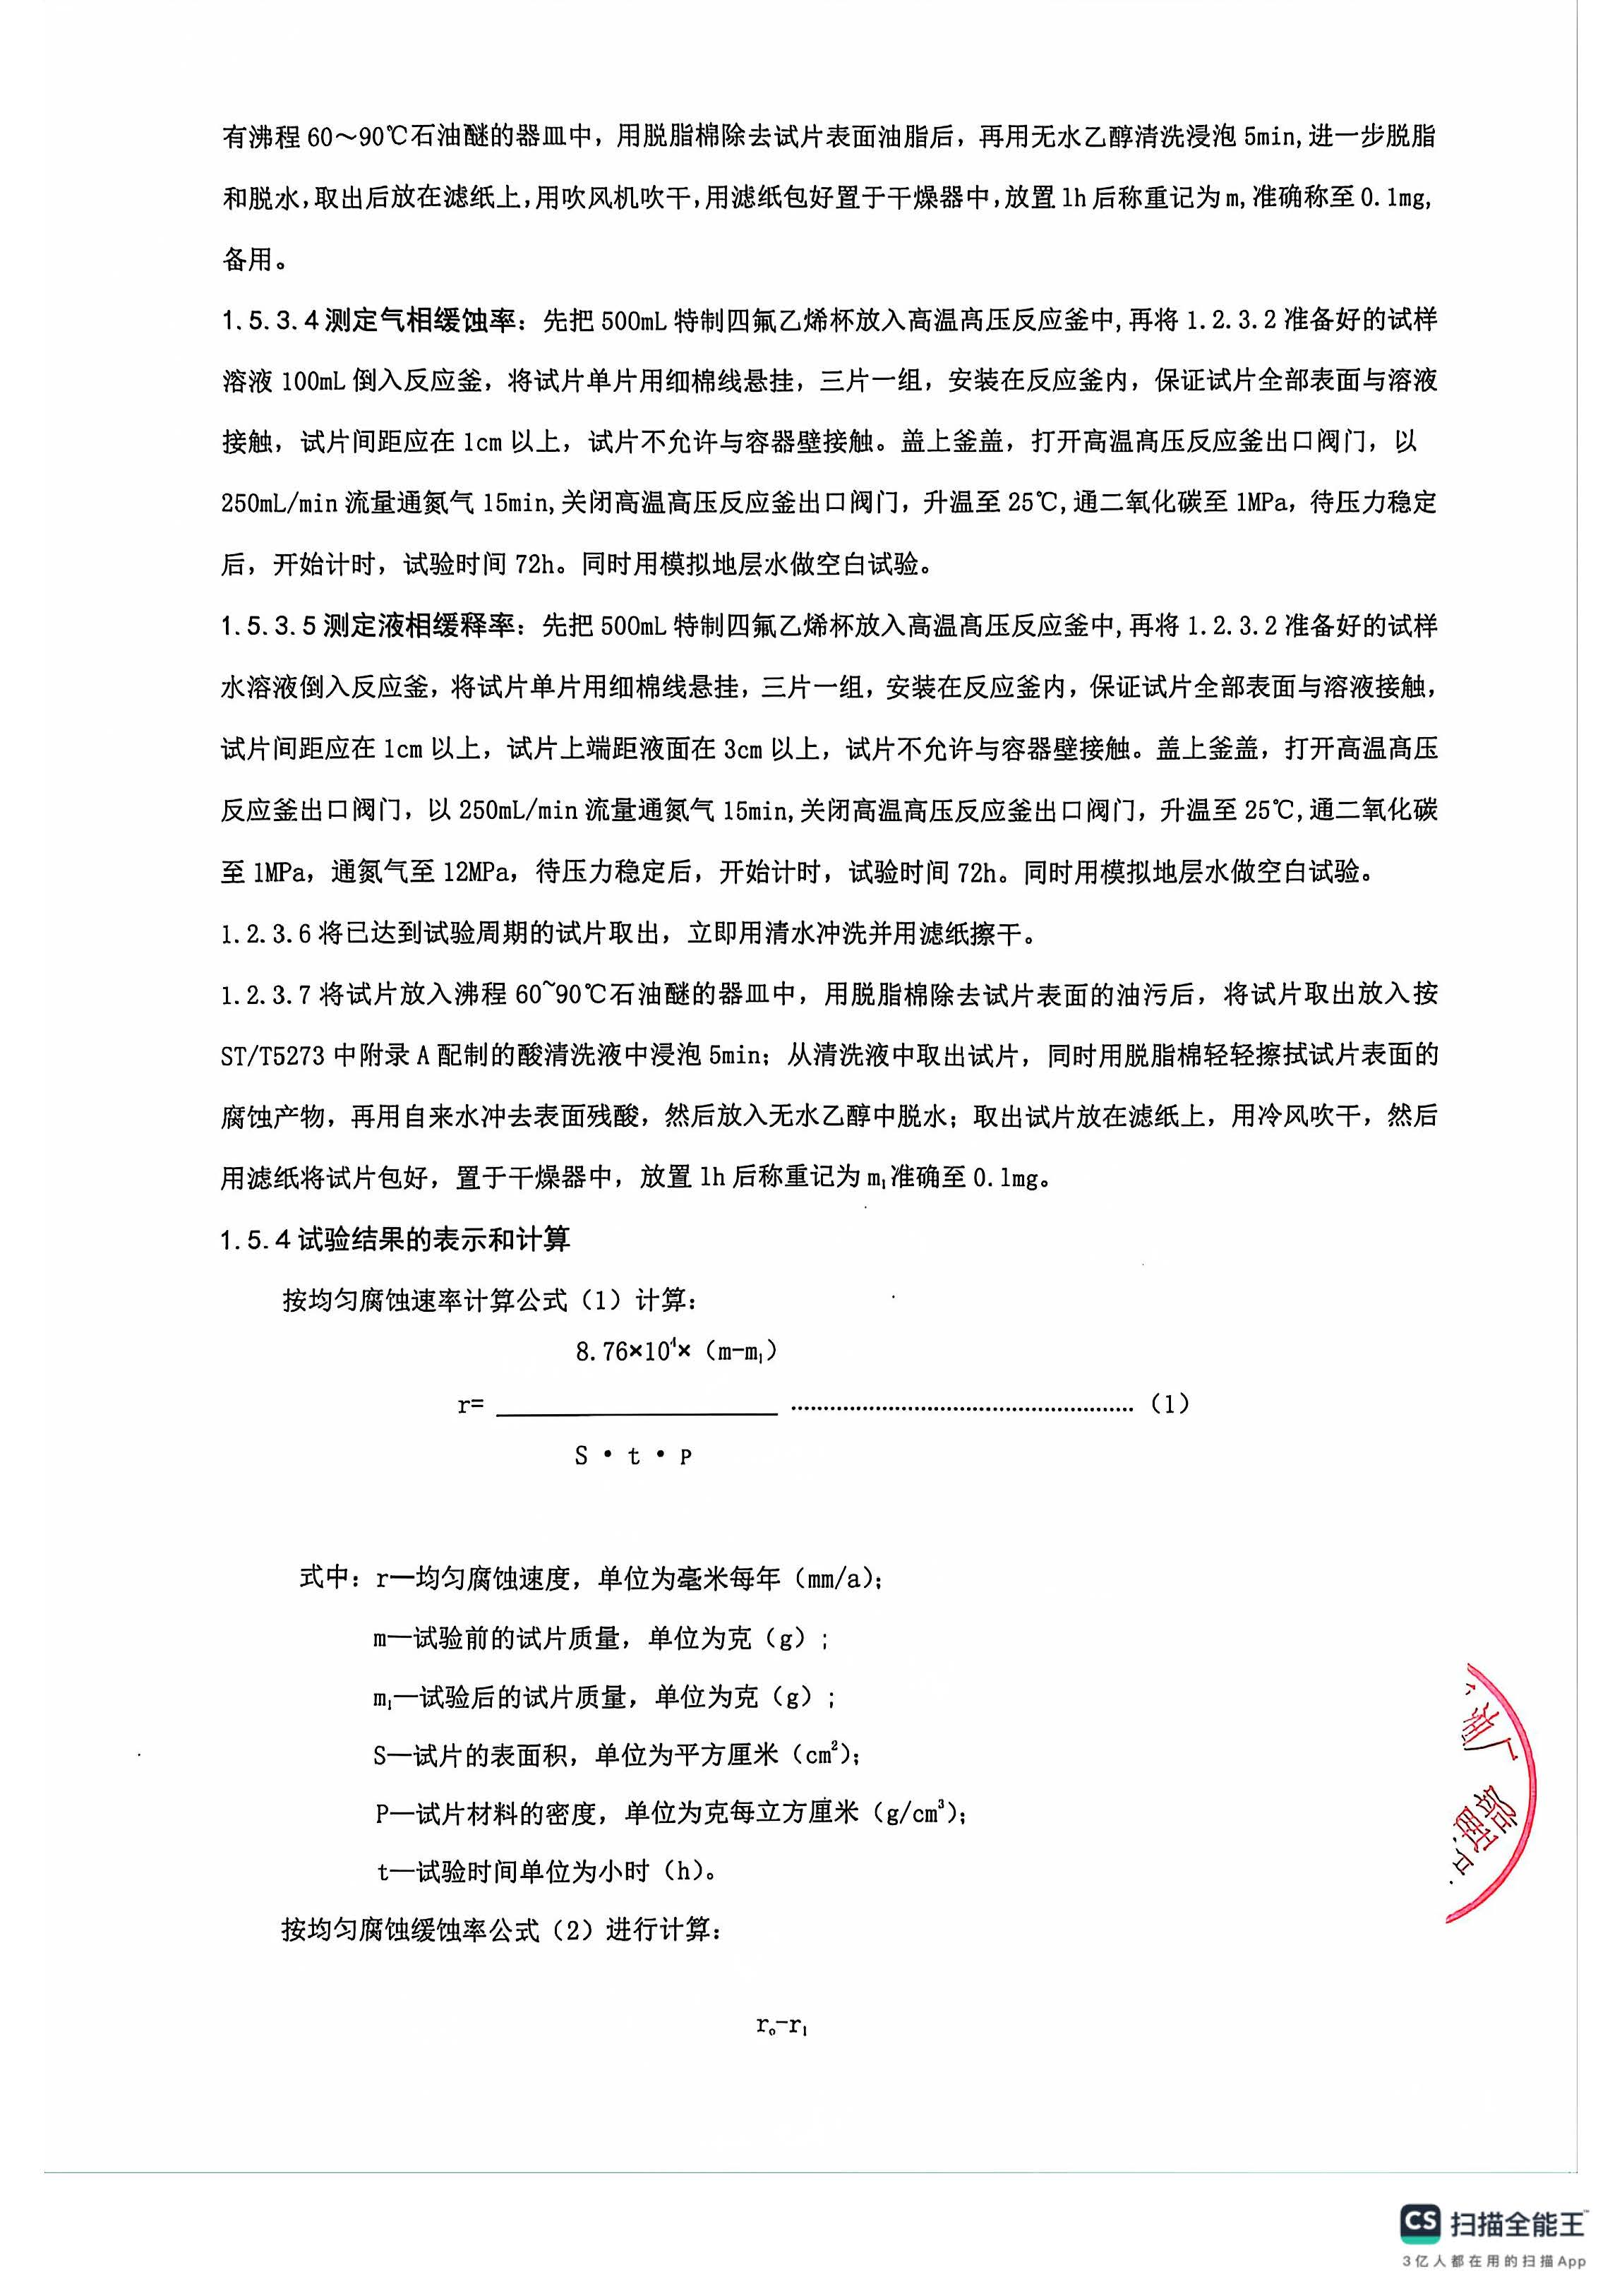 有沸程60～90℃石油醚的器皿中，用脱脂棉除去试片表面油脂后，再用无水乙醇清洗浸泡5min,进一步脱脂
和脱水,取出后放在滤纸上,用吹风机吹干,用滤纸包好置于干燥器中,放置1h后称重记为m,准确称至0.1mg,
备用。
1.5.3.4测定气相缓蚀率：先把500mL特制四氟乙烯杯放入高温高压反应釜中,再将1.2.3.2准备好的试样
溶液100mL倒入反应釜，将试片单片用细棉线悬挂，三片一组，安装在反应釜内，保证试片全部表面与溶液
接触，试片间距应在1cm以上，试片不允许与容器壁接触。盖上釜盖，打开高温高压反应釜出口阀门，以
250mL/min流量通氮气15min,关闭高温高压反应釜出口阀门，升温至25℃,通二氧化碳至1MPa，待压力稳定
后，开始计时，试验时间72h。同时用模拟地层水做空白试验。
1.5.3.5测定液相缓释率：先把500mL特制四氟乙烯杯放入高温高压反应釜中,再将1.2.3.2准备好的试样
水溶液倒入反应釜，将试片单片用细棉线悬挂，三片一组，安装在反应釜内，保证试片全部表面与溶液接触，
试片间距应在1cm以上，试片上端距液面在3cm以上，试片不允许与容器壁接触。盖上釜盖，打开高温高压
反应釜出口阀门，以250mL/min流量通氮气15min,关闭高温高压反应釜出口阀门，升温至25℃,通二氧化碳
至1MPa，通氮气至12MPa，待压力稳定后，开始计时，试验时间72h。同时用模拟地层水做空白试验。
1.2.3.6将已达到试验周期的试片取出，立即用清水冲洗并用滤纸擦干。
1.2.3.7将试片放入沸程60~90℃石油醚的器皿中，用脱脂棉除去试片表面的油污后，将试片取出放入按
ST/T5273中附录A配制的酸清洗液中浸泡5min；从清洗液中取出试片，同时用脱脂棉轻轻擦拭试片表面的
腐蚀产物，再用自来水冲去表面残酸，然后放入无水乙醇中脱水；取出试片放在滤纸上，用冷风吹干，然后
用滤纸将试片包好，置于干燥器中，放置1h后称重记为m₁准确至0.1mg。
1.5.4试验结果的表示和计算
按均匀腐蚀速率计算公式（1）计算：
8.76×10⁴×（m-m₁）
r= ————————— ……………………………………（1）
S·t·P
式中：r—均匀腐蚀速度，单位为毫米每年（mm/a）；
m—试验前的试片质量，单位为克（g）;
m₁—试验后的试片质量，单位为克（g）;
S—试片的表面积，单位为平方厘米（cm²）；
P—试片材料的密度，单位为克每立方厘米（g/cm³）；
t—试验时间单位为小时（h）。
按均匀腐蚀缓蚀率公式（2）进行计算：
r₀-r₁
油厂
理部
CS 扫描全能王™
3亿人都在用的扫描App